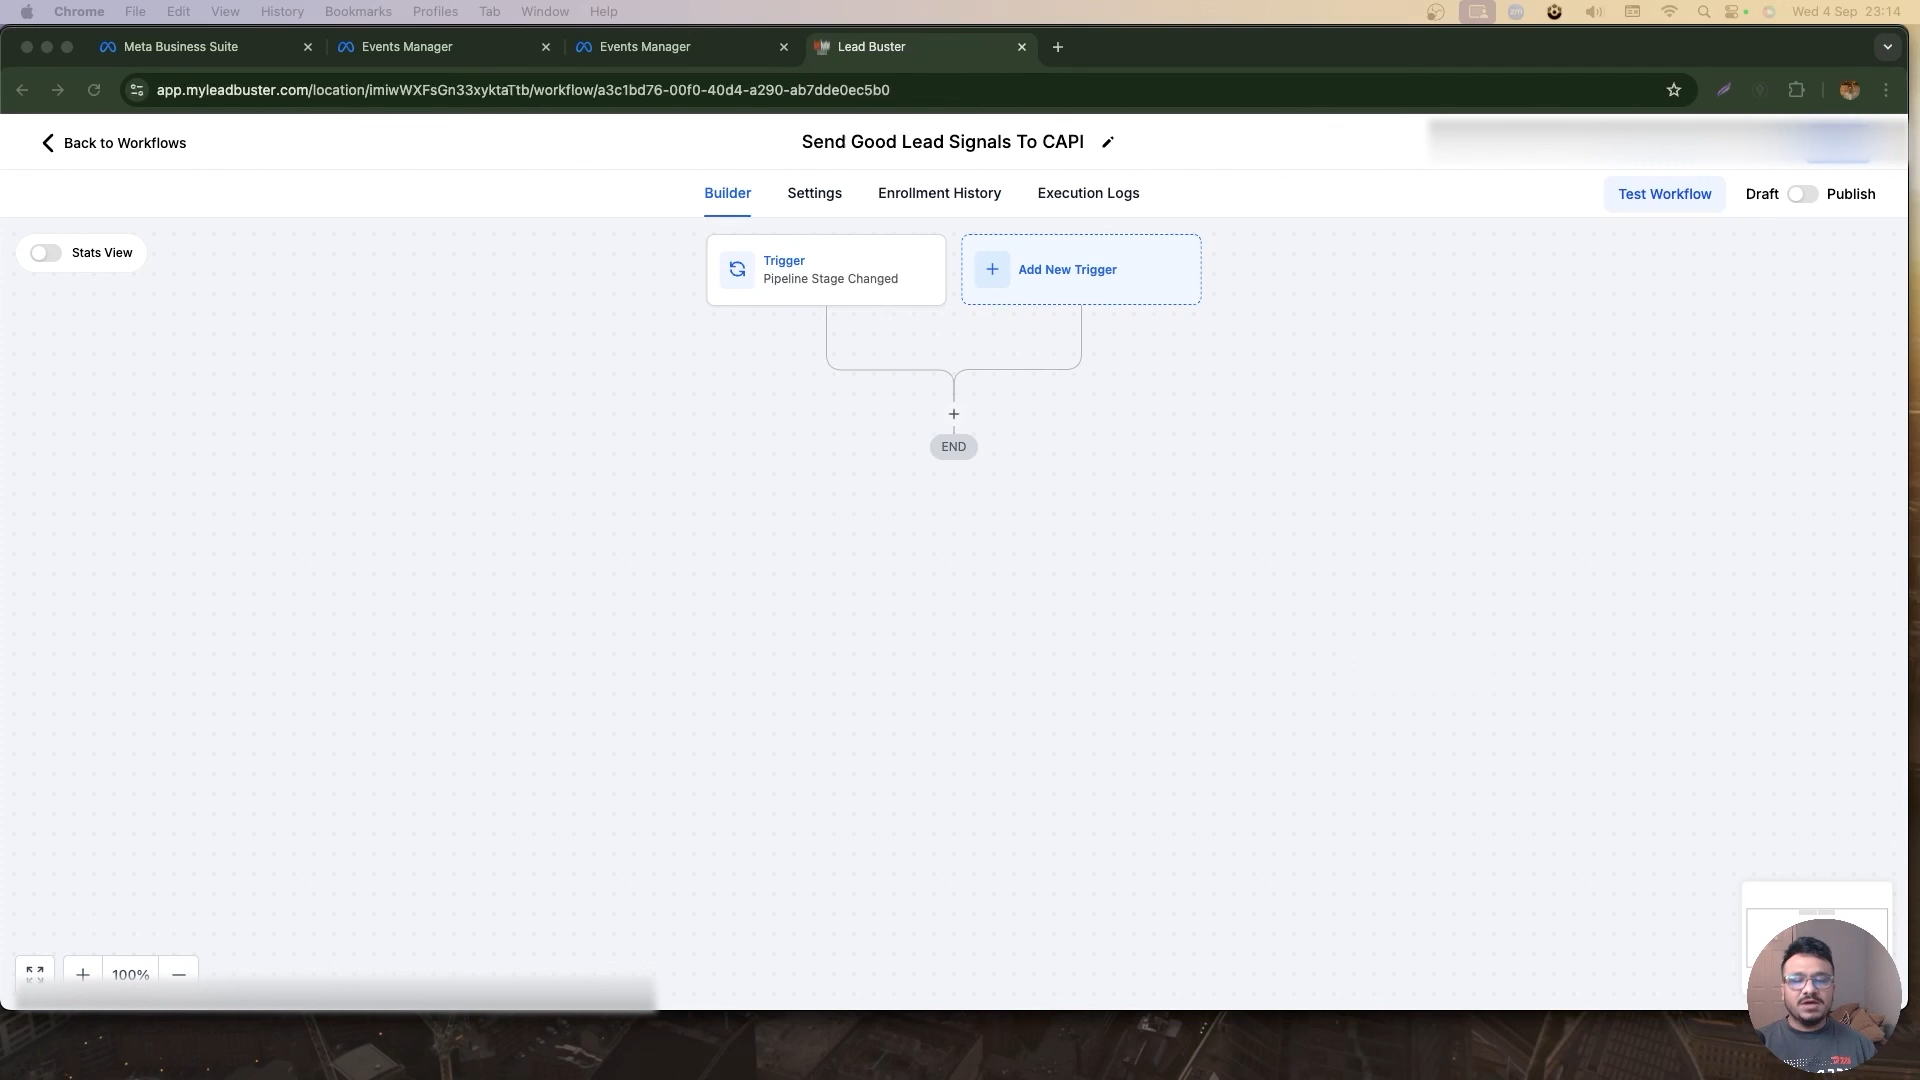 Chrome File Edit View History Bookmarks Profiles Tab Window Help
zm
Wed 4 Sep 23:14
Meta Business Suite
Events Manager
Events Manager
Lead Buster
app.myleadbuster.com/location/imiwWXFsGn33xyktaTtb/workflow/a3c1bd76-00f0-40d4-a290-ab7dde0ec5b0
Back to Workflows
Send Good Lead Signals To CAPI
Builder
Settings
Enrollment History
Execution Logs
Test Workflow
Draft
Publish
Stats View
Trigger
Pipeline Stage Changed
Add New Trigger
END
100%